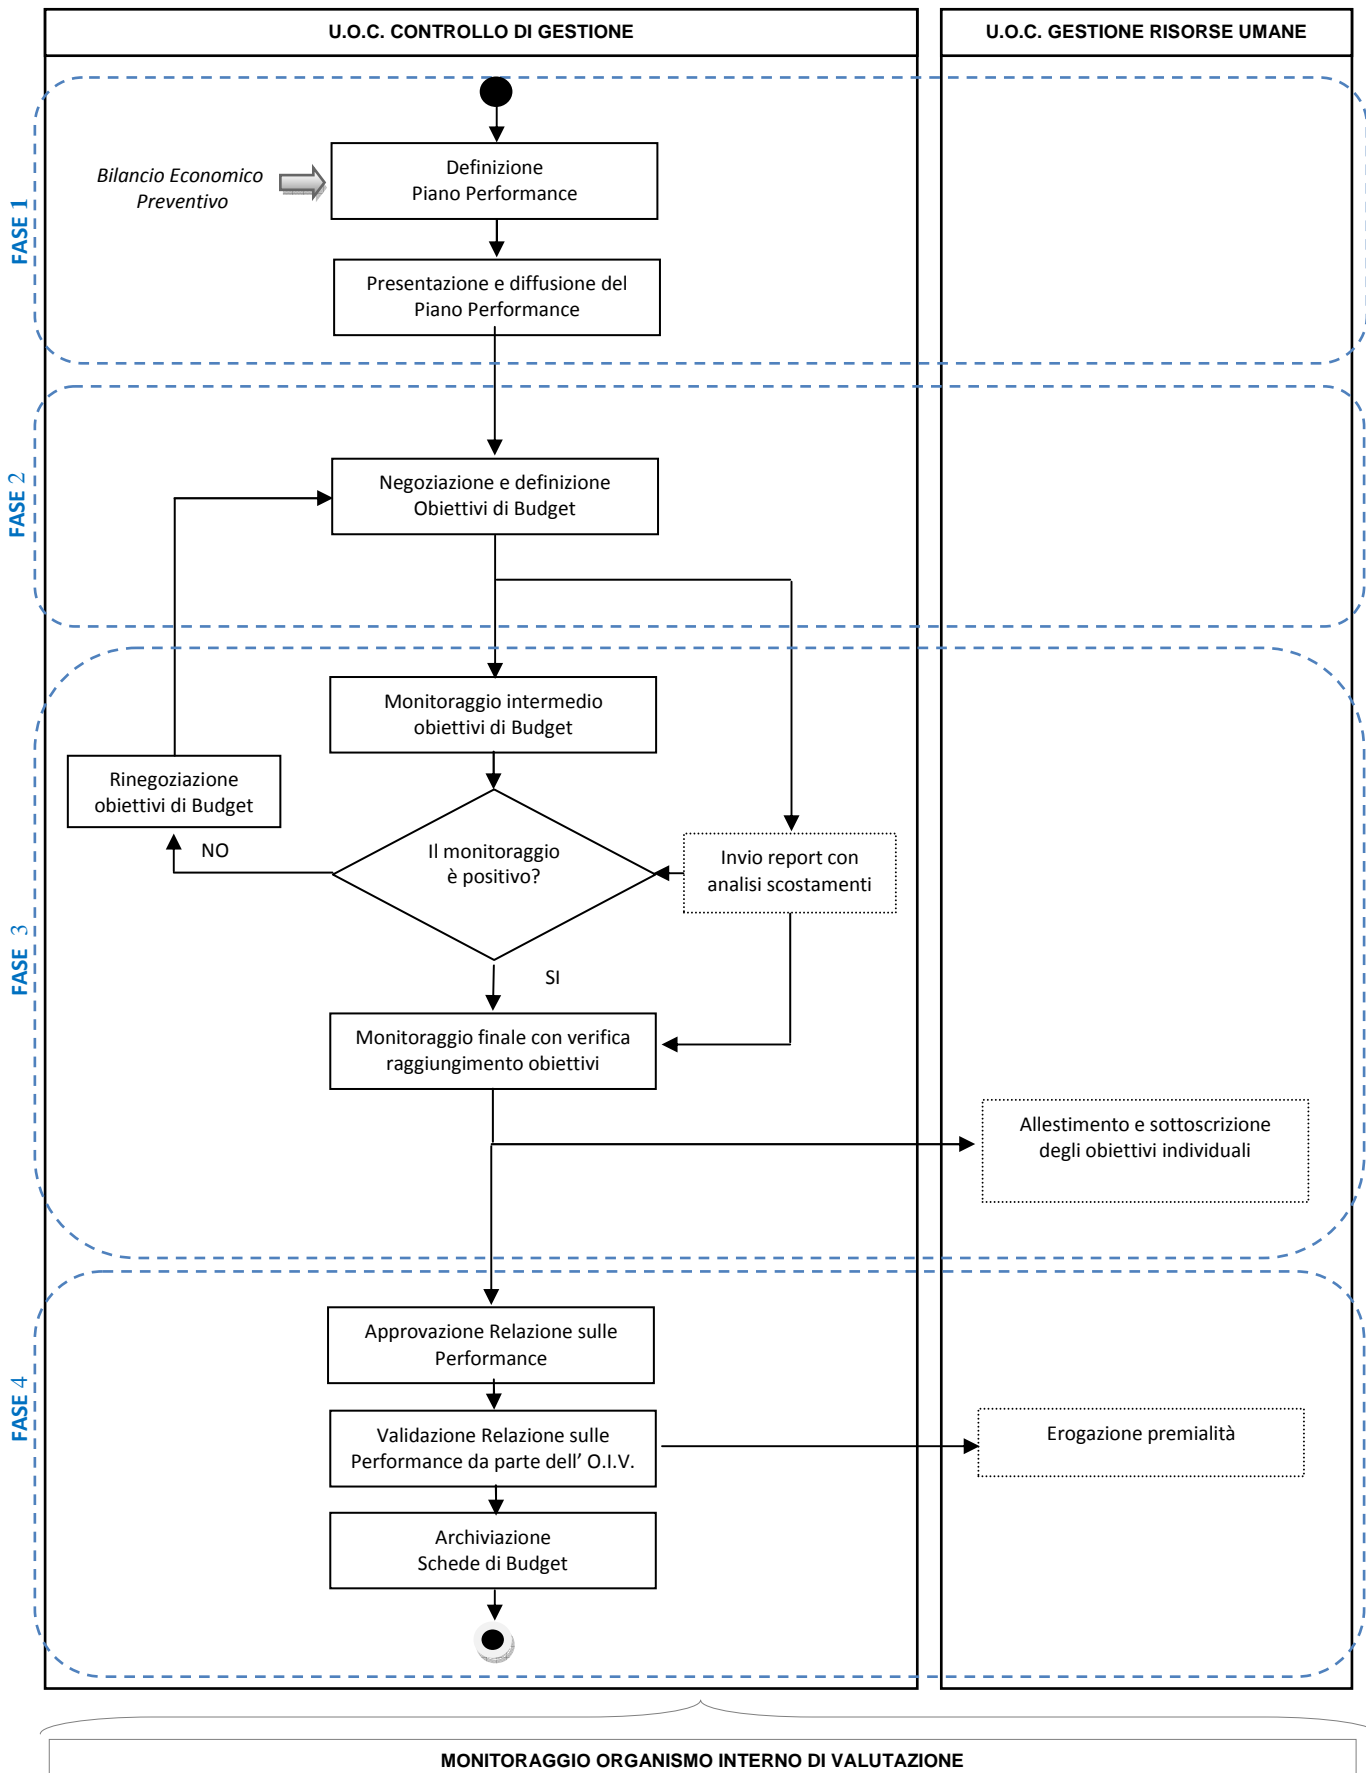 U.O.C. CONTROLLO DI GESTIONE
U.O.C. GESTIONE RISORSE UMANE
FASE 1
Bilancio Economico
Preventivo
Definizione
Piano Performance
Presentazione e diffusione del
Piano Performance
FASE 2
Negoziazione e definizione
Obiettivi di Budget
FASE 3
Monitoraggio intermedio
obiettivi di Budget
Rinegoziazione
obiettivi di Budget
NO
Il monitoraggio
è positivo?
Invio report con
analisi scostamenti
SI
Monitoraggio finale con verifica
raggiungimento obiettivi
Allestimento e sottoscrizione
degli obiettivi individuali
FASE 4
Approvazione Relazione sulle
Performance
Validazione Relazione sulle
Performance da parte dell’ O.I.V.
Erogazione premialità
Archiviazione
Schede di Budget
MONITORAGGIO ORGANISMO INTERNO DI VALUTAZIONE